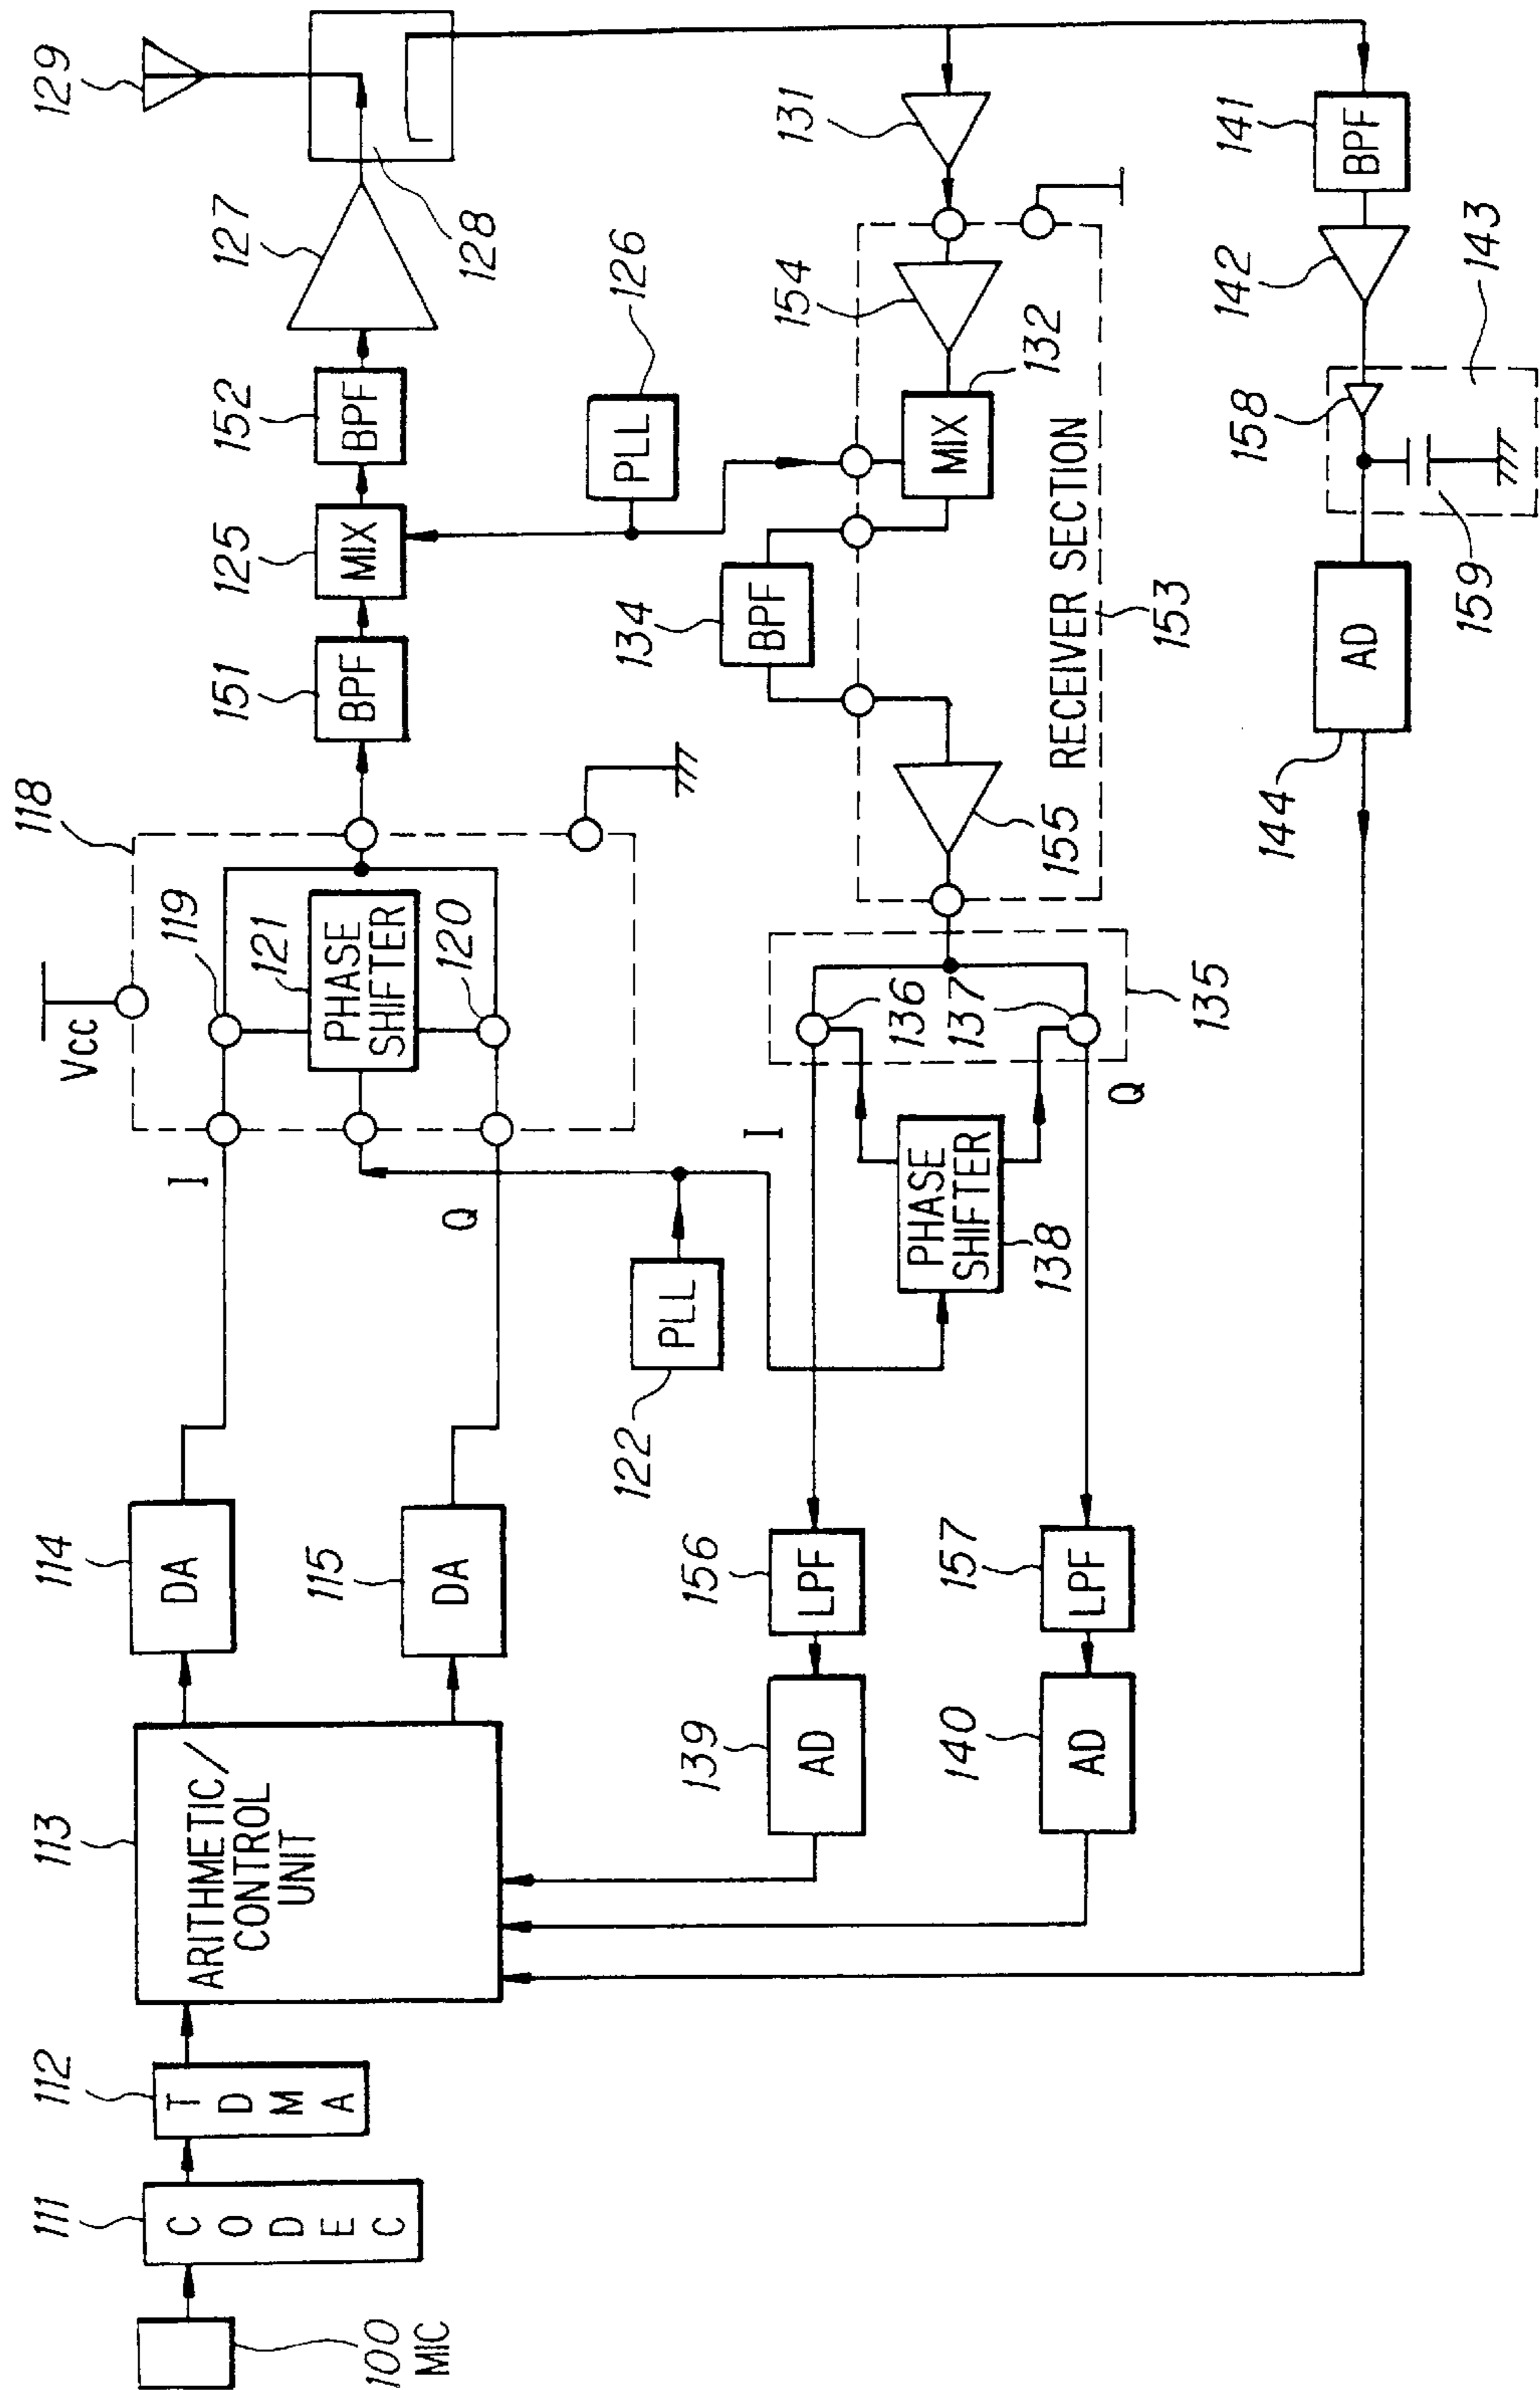 100
MIC
111
CODEC
112
TDMA
113
ARITHMETIC/
CONTROL
UNIT
114
DA
115
DA
I
Q
Vcc
118
119
121
PHASE
SHIFTER
120
151
BPF
125
MIX
152
BPF
127
128
129
122
PLL
126
PLL
131
154
132
MIX
134
BPF
155
RECEIVER SECTION
153
136
137
135
I
Q
PHASE
SHIFTER
138
156
LPF
157
LPF
139
AD
140
AD
141
BPF
142
143
158
159
AD
144